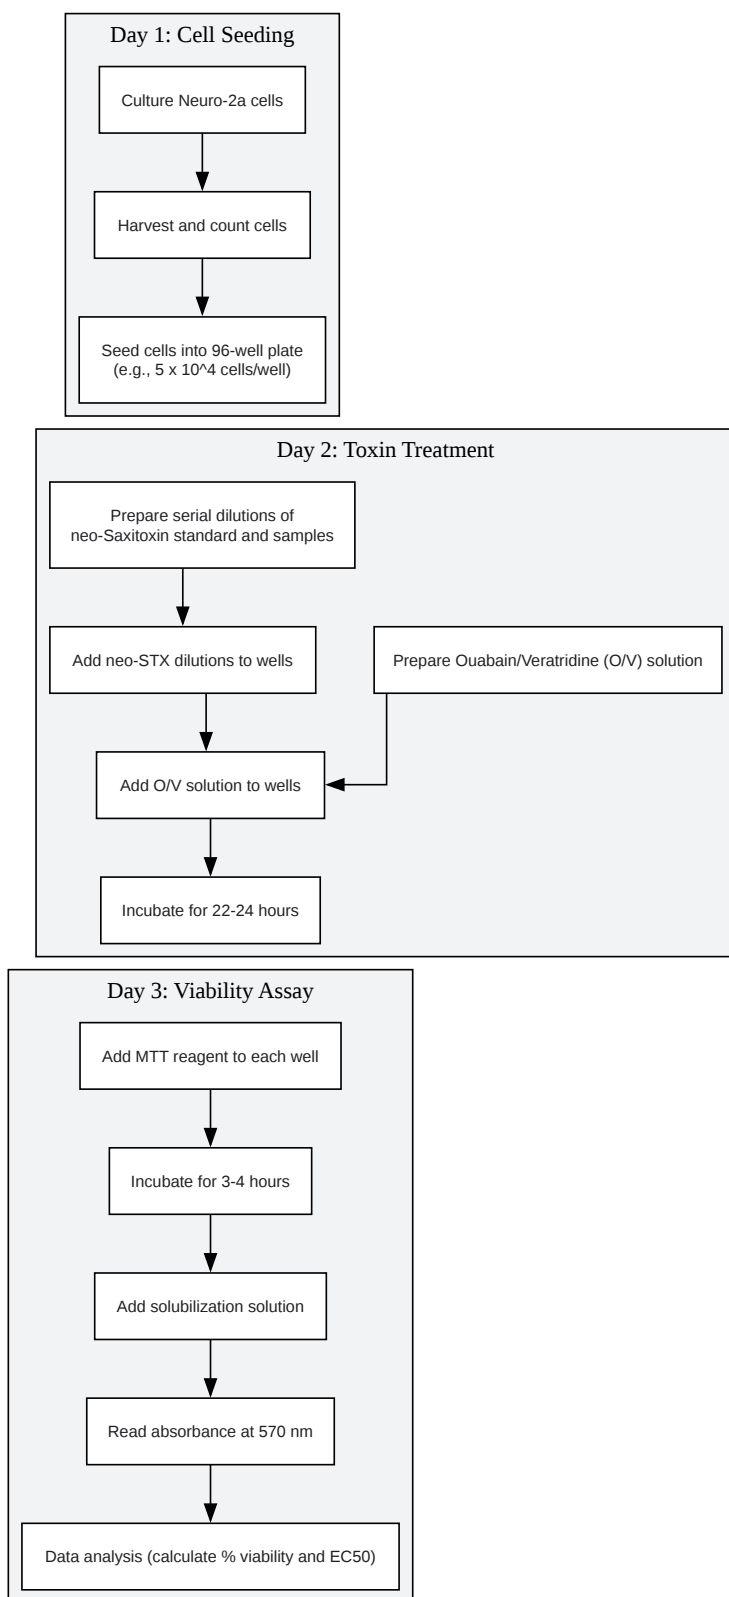 Day 1: Cell Seeding
Culture Neuro-2a cells
Harvest and count cells
Seed cells into 96-well plate
(e.g., 5 x 10^4 cells/well)
Day 2: Toxin Treatment
Prepare serial dilutions of
neo-Saxitoxin standard and samples
Add neo-STX dilutions to wells
Prepare Ouabain/Veratridine (O/V) solution
Add O/V solution to wells
Incubate for 22-24 hours
Day 3: Viability Assay
Add MTT reagent to each well
Incubate for 3-4 hours
Add solubilization solution
Read absorbance at 570 nm
Data analysis (calculate % viability and EC50)